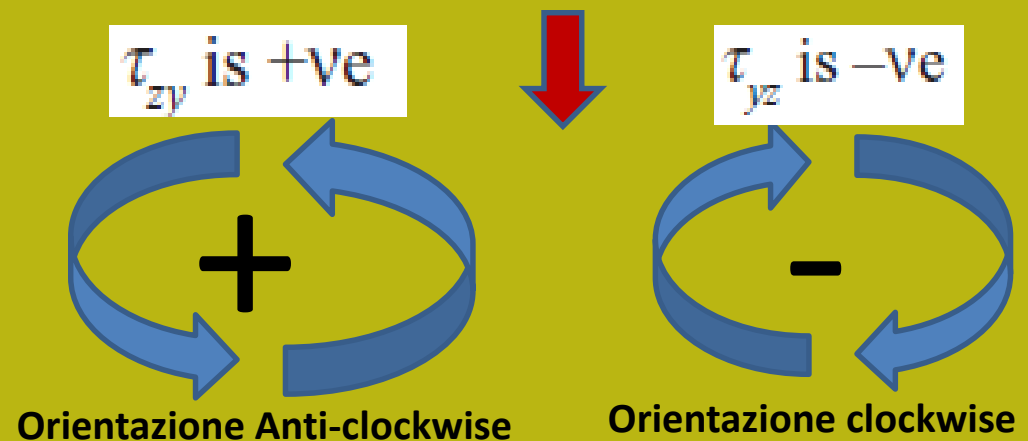 τzy is +ve
τyz is –ve
+
-
Orientazione Anti-clockwise
Orientazione clockwise